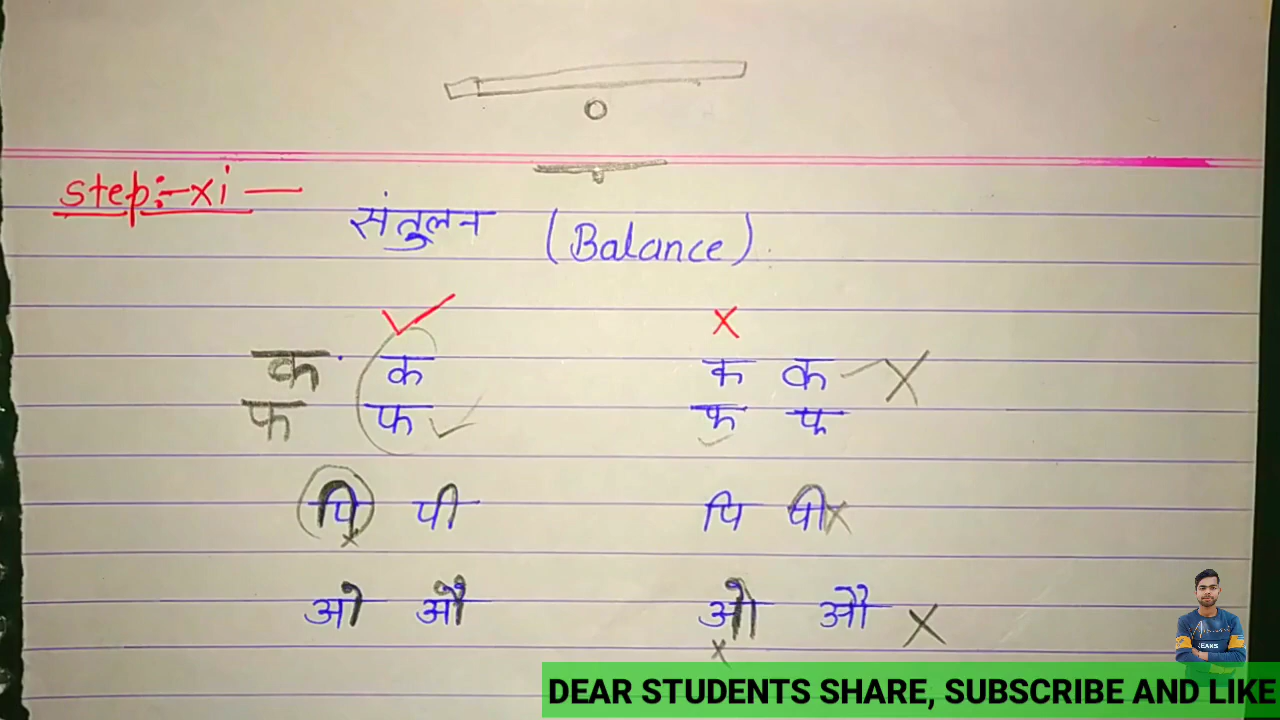 Step:- xi —
संतुलन (Balance)
✓ ×
क क क क ×
फ फ ✓ फ फ
पि पी पि पी ×
ओ औ ओ औ ×
× 
DEAR STUDENTS SHARE, SUBSCRIBE AND LIKE